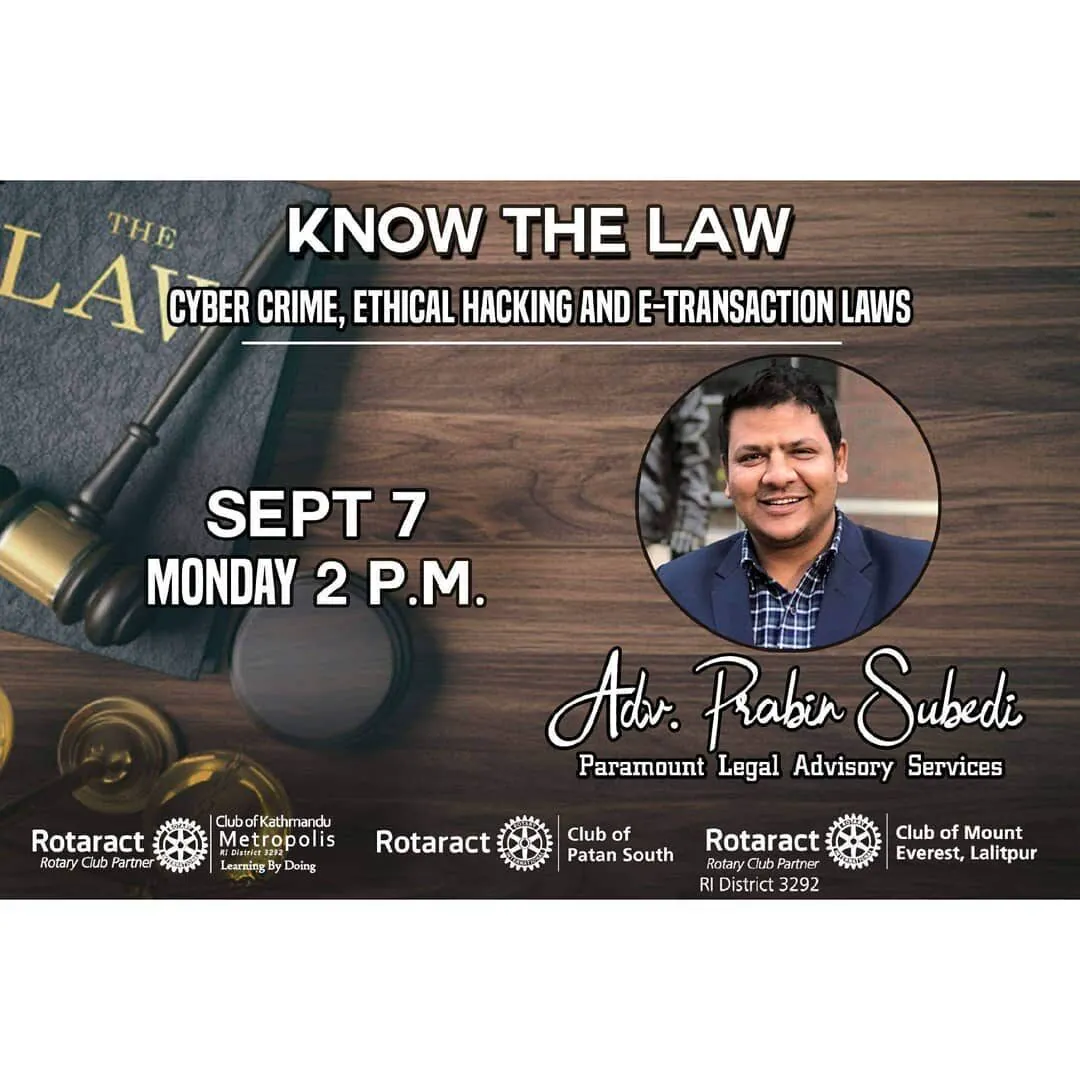 THE
LAW
KNOW THE LAW
CYBER CRIME, ETHICAL HACKING AND E-TRANSACTION LAWS
SEPT 7
MONDAY 2 P.M.
Adv. Prabin Subedi
Paramount Legal Advisory Services
Rotaract
Rotary Club Partner
Club of Kathmandu
Metropolis
RI District 3292
Learning By Doing
Rotaract
Club of
Patan South
Rotaract
Rotary Club Partner
RI District 3292
Club of Mount
Everest, Lalitpur